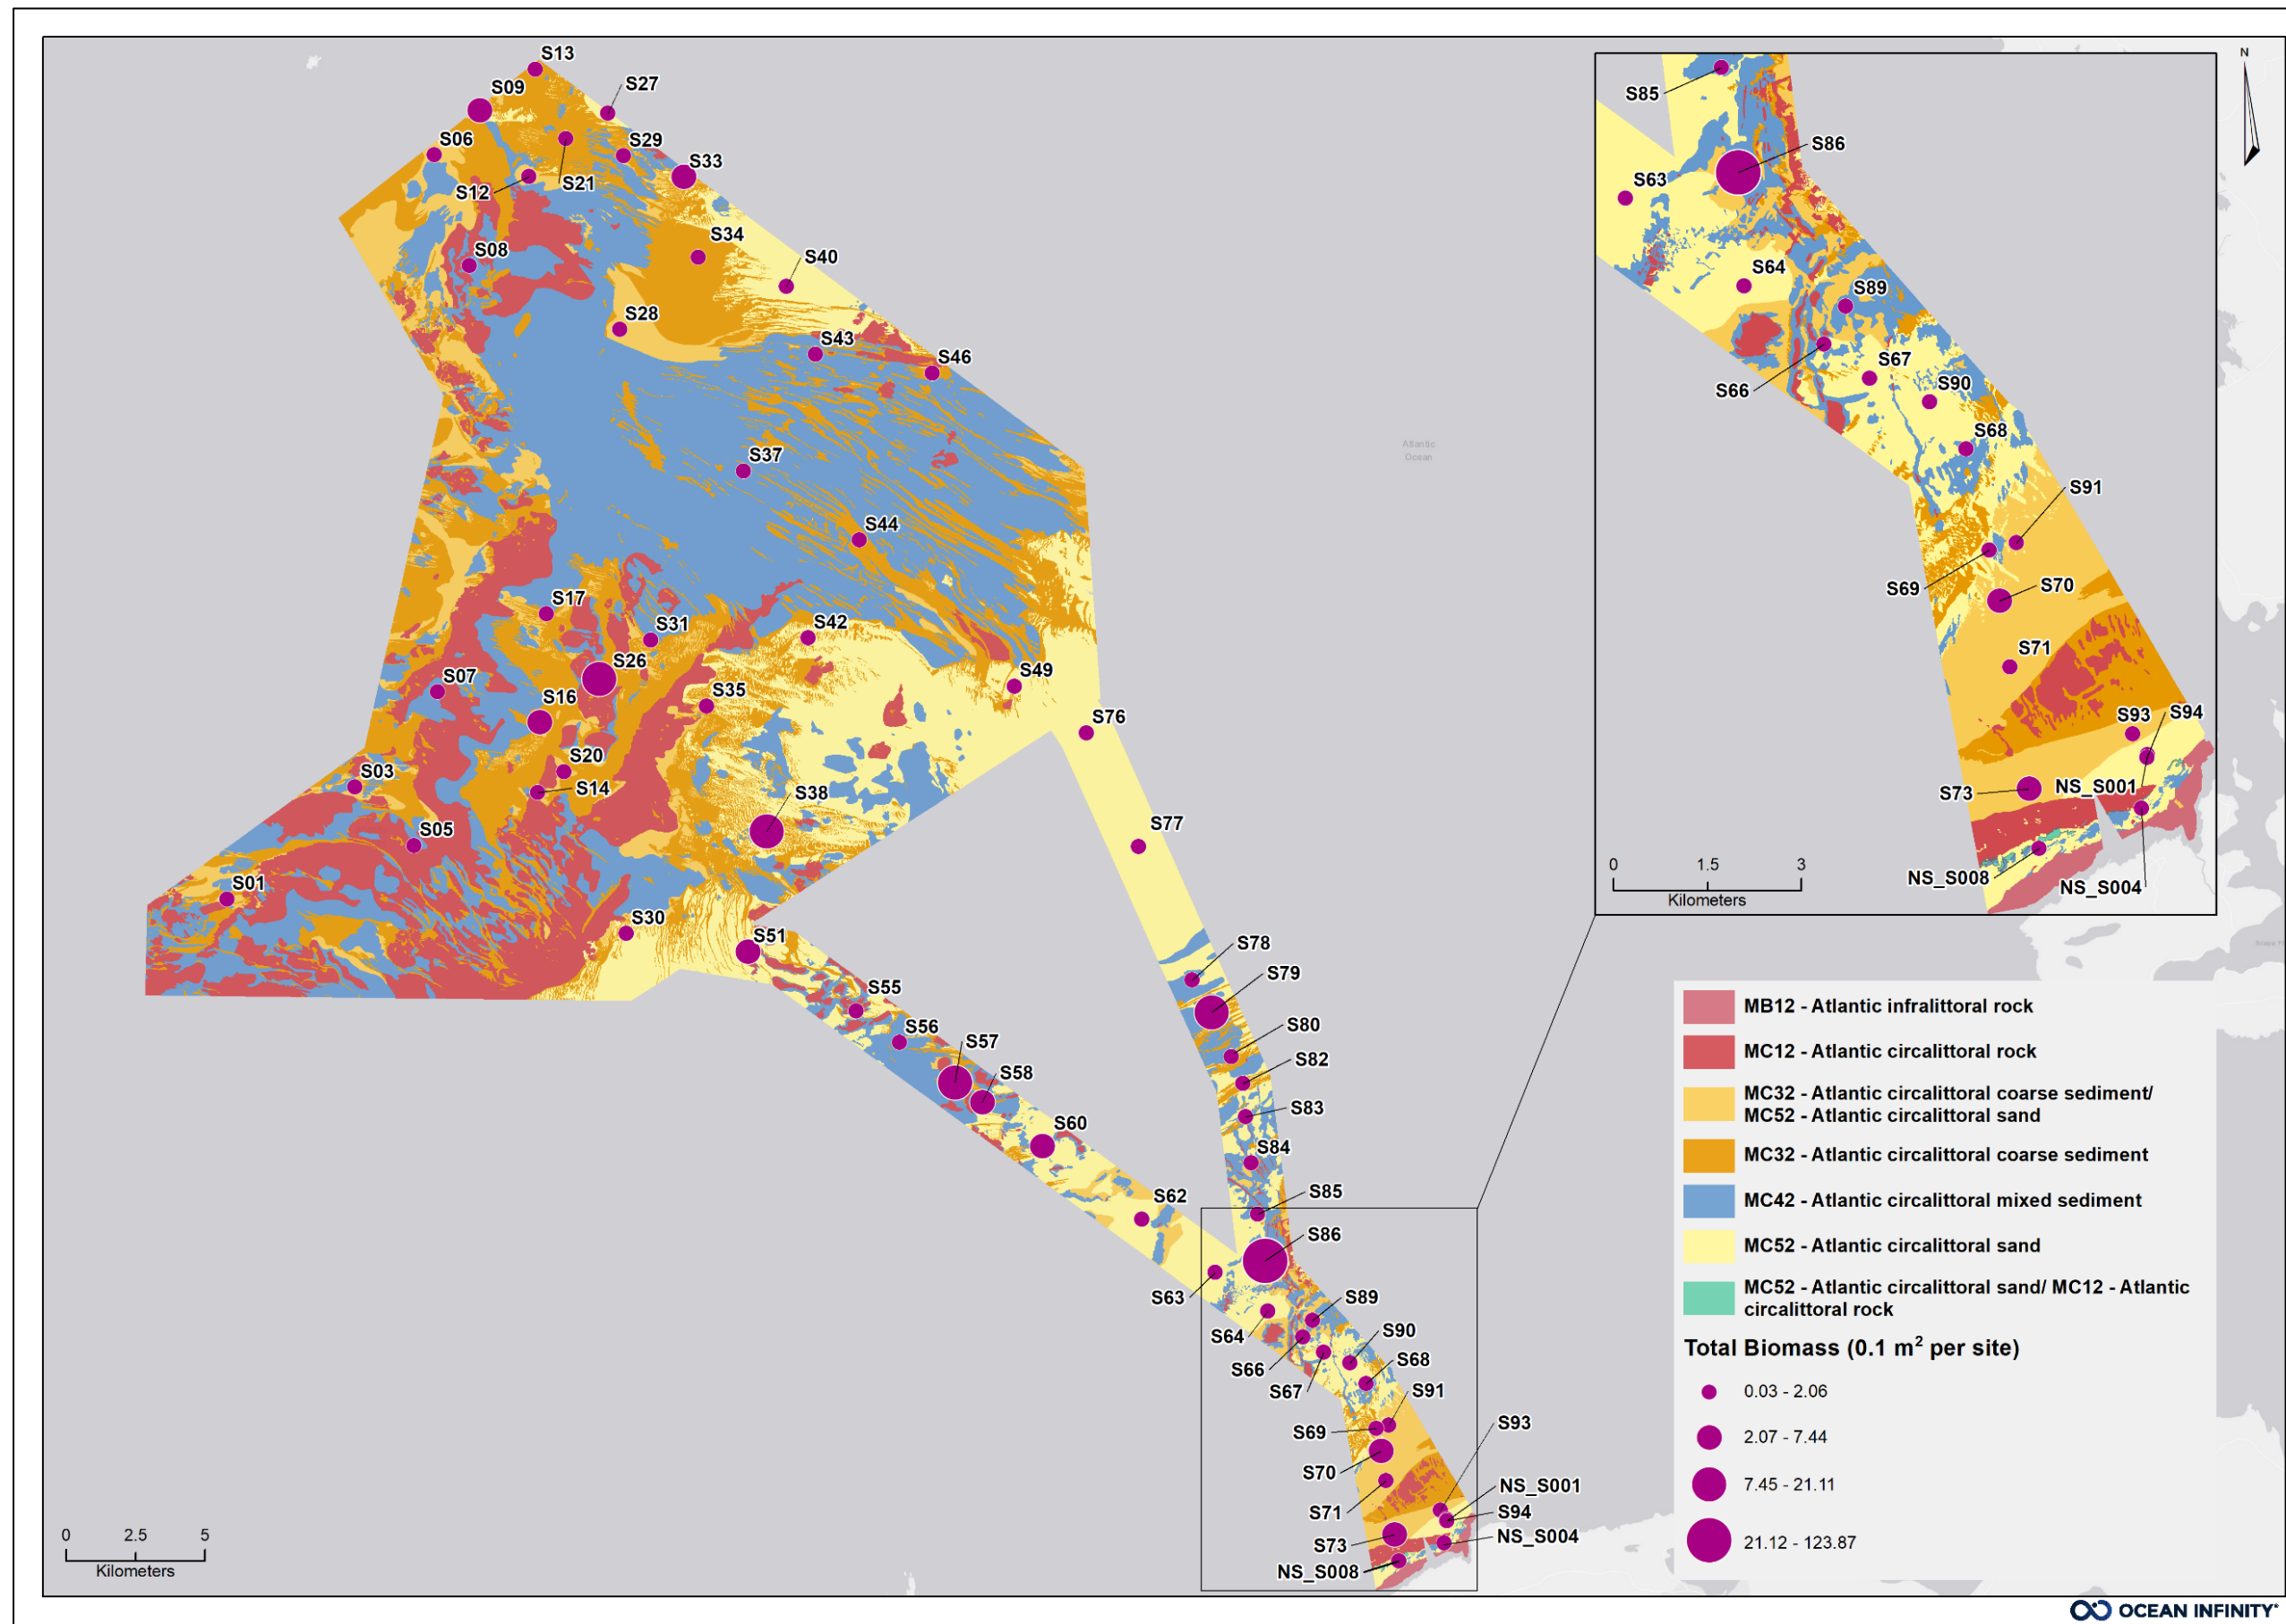 S13
S09
S27
S06
S29
S33
S12
S21
S34
S08
S40
S28
S43
S46
S37
S44
S17
S31
S42
S26
S07
S16
S35
S49
S76
S20
S03
S14
S38
S05
S77
S01
S30
S51
S78
S79
S55
S56
S80
S57
S82
S58
S83
S60
S84
S62
S85
S86
S63
S89
S64
S90
S66
S68
S67
S91
S69
S93
S70
NS_S001
S71
S94
S73
NS_S004
NS_S008
Atlantic
Ocean
0 2.5 5
Kilometers
S85
S86
S63
S64
S89
S67
S66
S90
S68
S91
S69
S70
S71
S93
S94
S73
NS_S001
NS_S008
NS_S004
0 1.5 3
Kilometers
N
MB12 - Atlantic infralittoral rock
MC12 - Atlantic circalittoral rock
MC32 - Atlantic circalittoral coarse sediment/
MC52 - Atlantic circalittoral sand
MC32 - Atlantic circalittoral coarse sediment
MC42 - Atlantic circalittoral mixed sediment
MC52 - Atlantic circalittoral sand
MC52 - Atlantic circalittoral sand/ MC12 - Atlantic
circalittoral rock
Total Biomass (0.1 m² per site)
0.03 - 2.06
2.07 - 7.44
7.45 - 21.11
21.12 - 123.87
OCEAN INFINITY